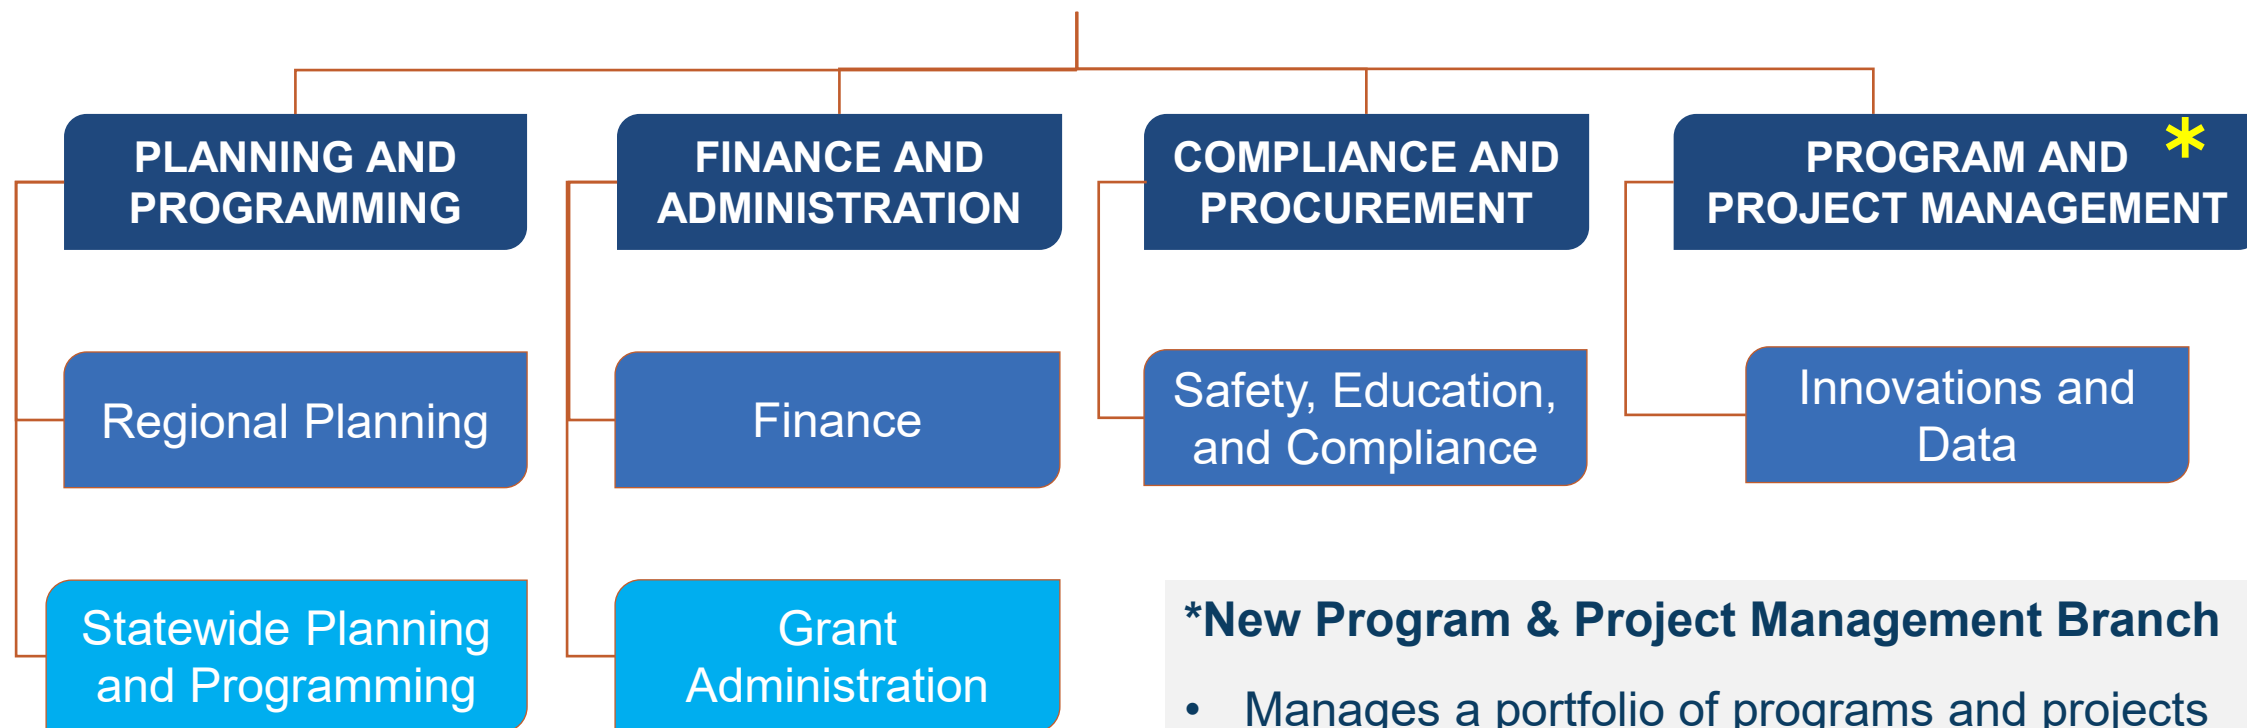 PLANNING AND
PROGRAMMING
FINANCE AND
ADMINISTRATION
COMPLIANCE AND
PROCUREMENT
PROGRAM AND *
PROJECT MANAGEMENT
Regional Planning
Finance
Safety, Education,
and Compliance
Innovations and
Data
Statewide Planning
and Programming
Grant
Administration
*New Program & Project Management Branch
• Manages a portfolio of programs and projects